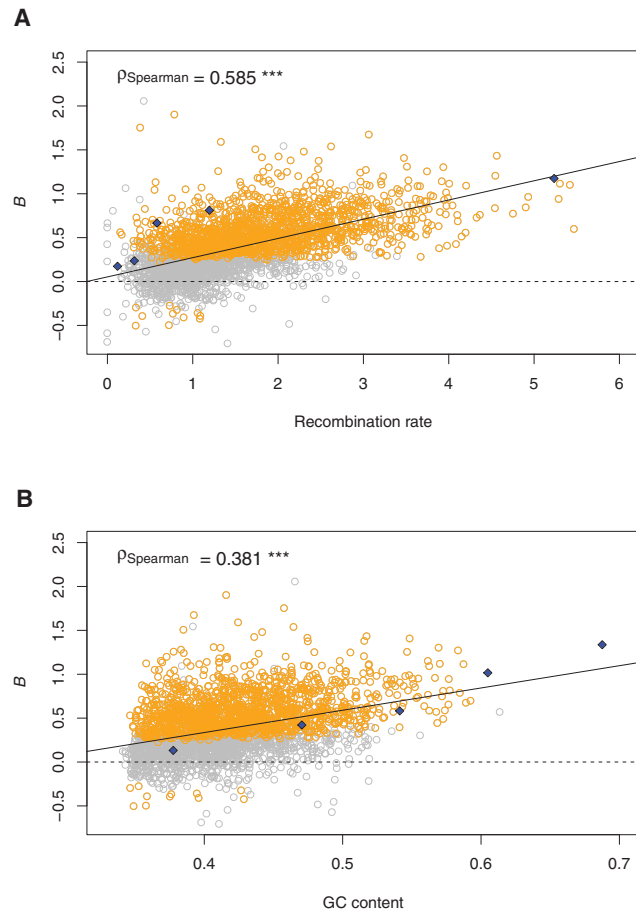 A
ρSpearman = 0.585 ***
2.5
2.0
1.5
1.0
0.5
0.0
−0.5
B
0 1 2 3 4 5 6
Recombination rate
B
ρSpearman = 0.381 ***
2.5
2.0
1.5
1.0
0.5
0.0
−0.5
B
0.4 0.5 0.6 0.7
GC content